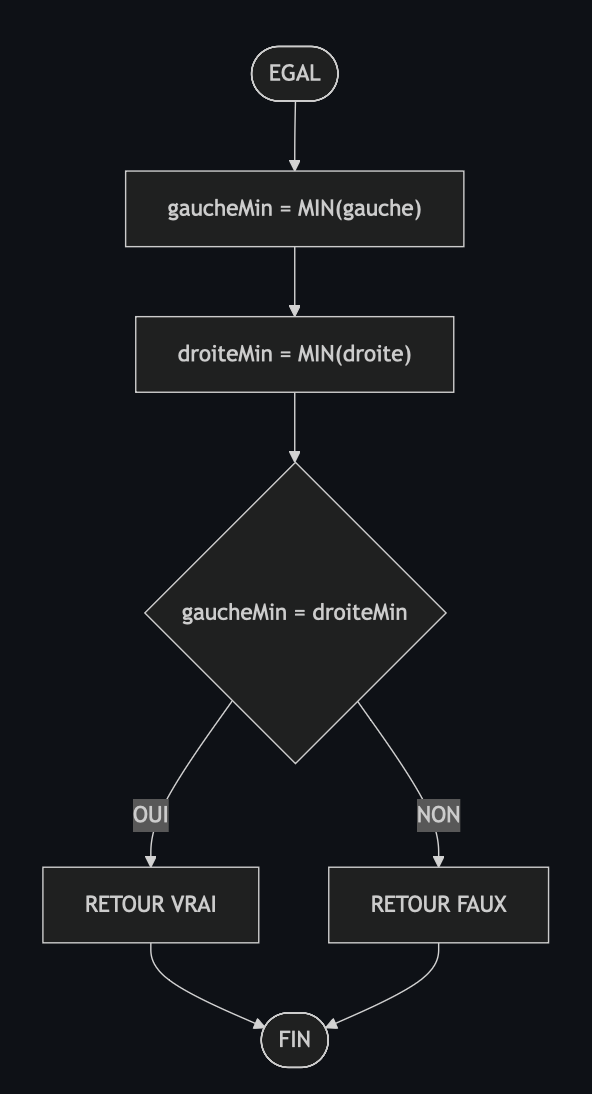 EGAL
gaucheMin = MIN(gauche)
droiteMin = MIN(droite)
gaucheMin = droiteMin
OUI
NON
RETOUR VRAI
RETOUR FAUX
FIN